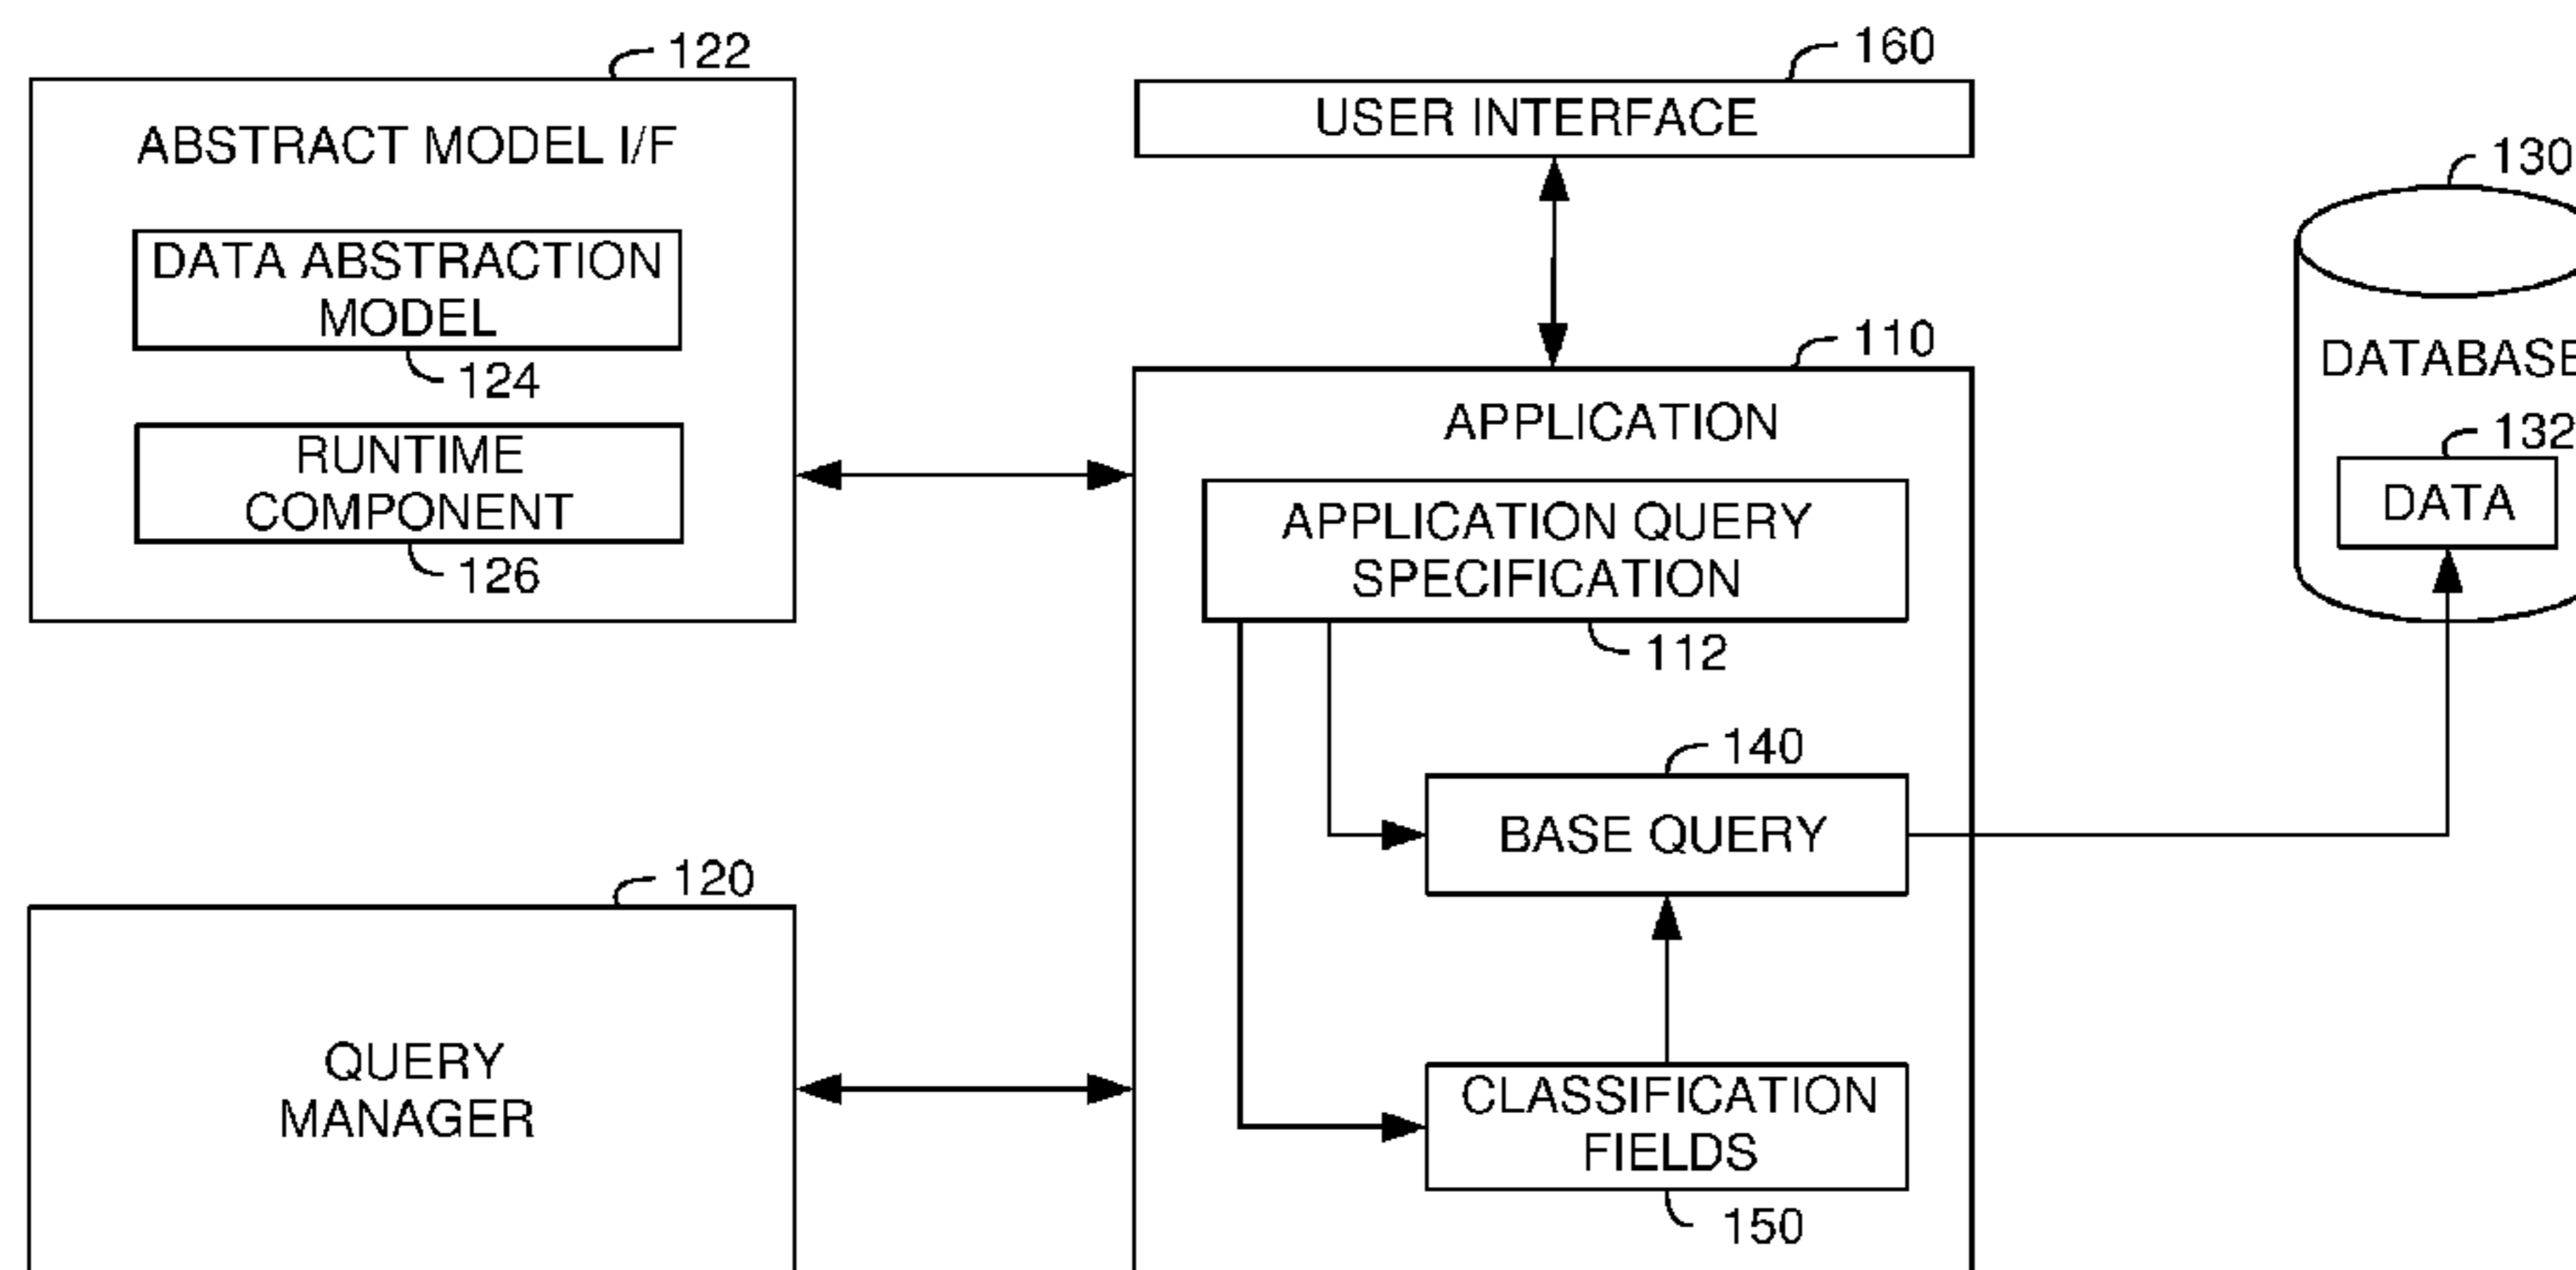 122
ABSTRACT MODEL I/F
DATA ABSTRACTION
MODEL
124
RUNTIME
COMPONENT
126
160
USER INTERFACE
110
APPLICATION
APPLICATION QUERY
SPECIFICATION
112
140
BASE QUERY
CLASSIFICATION
FIELDS
150
130
DATABASE
132
DATA
120
QUERY
MANAGER